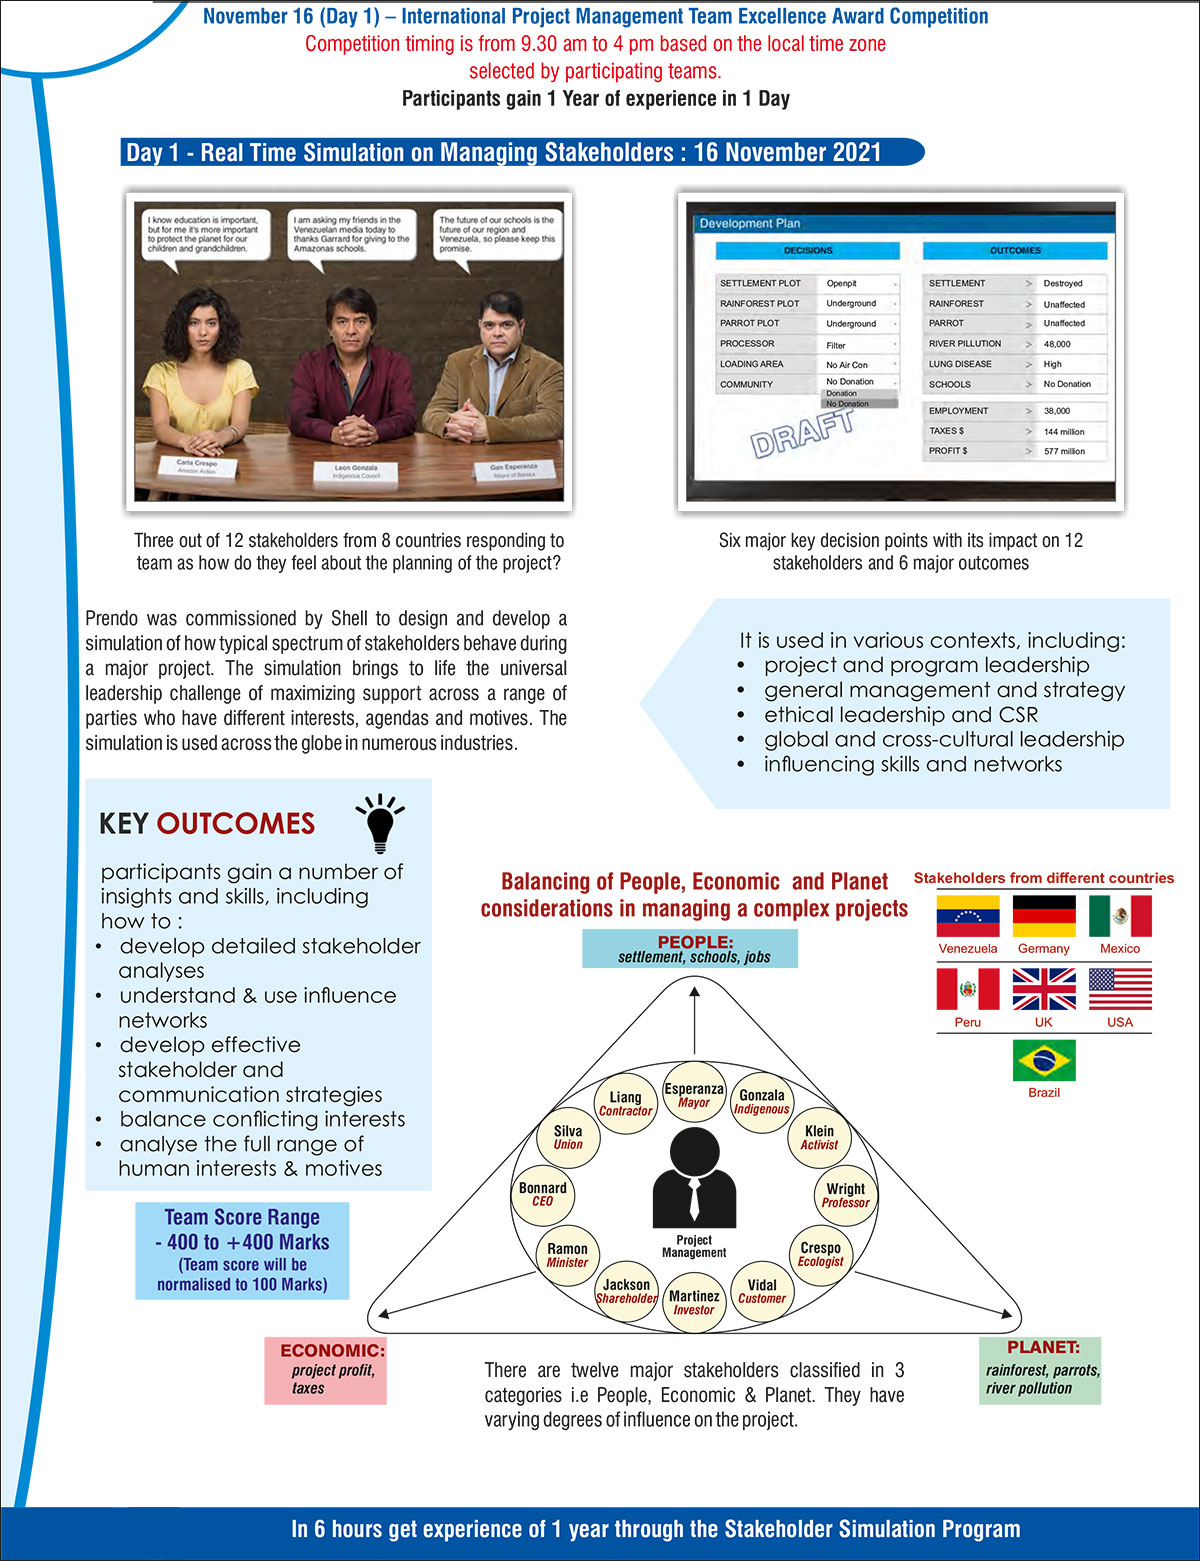 November 16 (Day 1) – International Project Management Team Excellence Award Competition
Competition timing is from 9.30 am to 4 pm based on the local time zone
selected by participating teams.
Participants gain 1 Year of experience in 1 Day
Day 1 - Real Time Simulation on Managing Stakeholders : 16 November 2021
I know education is important,
but for me it's more important
to protect the planet for our
children and grandchildren.
I am asking my friends in the
Venezuelan media today to
thanks Garrard for giving to the
Amazonas schools.
The future of our schools is the
future of our region and
Venezuela, so please keep this
promise.
Carla Crespo
Amazon Action
Leon Gonzala
Indigenous Council
Gan Esperanza
Mayor of Serosca
Development Plan
DECISIONS
SETTLEMENT PLOT Openpit
RAINFOREST PLOT Underground
PARROT PLOT Underground
PROCESSOR Filter
LOADING AREA No Air Con
COMMUNITY No Donation
Donation
No Donation
DRAFT
OUTCOMES
SETTLEMENT > Destroyed
RAINFOREST > Unaffected
PARROT > Unaffected
RIVER PILLUTION > 48,000
LUNG DISEASE > High
SCHOOLS > No Donation
EMPLOYMENT > 38,000
TAXES $ > 144 million
PROFIT $ > 577 million
Three out of 12 stakeholders from 8 countries responding to
team as how do they feel about the planning of the project?
Six major key decision points with its impact on 12
stakeholders and 6 major outcomes
Prendo was commissioned by Shell to design and develop a
simulation of how typical spectrum of stakeholders behave during
a major project. The simulation brings to life the universal
leadership challenge of maximizing support across a range of
parties who have different interests, agendas and motives. The
simulation is used across the globe in numerous industries.
It is used in various contexts, including:
• project and program leadership
• general management and strategy
• ethical leadership and CSR
• global and cross-cultural leadership
• influencing skills and networks
KEY OUTCOMES
participants gain a number of
insights and skills, including
how to :
• develop detailed stakeholder
analyses
• understand & use influence
networks
• develop effective
stakeholder and
communication strategies
• balance conflicting interests
• analyse the full range of
human interests & motives
Team Score Range
- 400 to +400 Marks
(Team score will be
normalised to 100 Marks)
Balancing of People, Economic and Planet
considerations in managing a complex projects
Stakeholders from different countries
Venezuela Germany Mexico
Peru UK USA
Brazil
PEOPLE:
settlement, schools, jobs
Esperanza
Mayor
Gonzala
Indigenous
Klein
Activist
Wright
Professor
Crespo
Ecologist
Vidal
Customer
Martinez
Investor
Jackson
Shareholder
Ramon
Minister
Bonnard
CEO
Silva
Union
Liang
Contractor
Project
Management
ECONOMIC:
project profit,
taxes
PLANET:
rainforest, parrots,
river pollution
There are twelve major stakeholders classified in 3
categories i.e People, Economic & Planet. They have
varying degrees of influence on the project.
In 6 hours get experience of 1 year through the Stakeholder Simulation Program